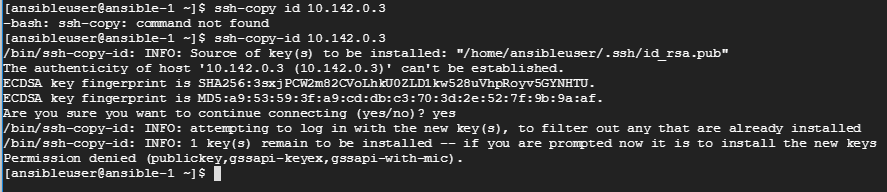 [ansibleuser@ansible-1 ~]$ ssh-copy id 10.142.0.3
-bash: ssh-copy: command not found
[ansibleuser@ansible-1 ~]$ ssh-copy-id 10.142.0.3
/bin/ssh-copy-id: INFO: Source of key(s) to be installed: "/home/ansibleuser/.ssh/id_rsa.pub"
The authenticity of host '10.142.0.3 (10.142.0.3)' can't be established.
ECDSA key fingerprint is SHA256:3sxjPCW2m82CVoLhkU0ZLD1kw528uVhpRoyv5GYNHTU.
ECDSA key fingerprint is MD5:a9:53:59:3f:a9:cd:db:c3:70:3d:2e:52:7f:9b:9a:af.
Are you sure you want to continue connecting (yes/no)? yes
/bin/ssh-copy-id: INFO: attempting to log in with the new key(s), to filter out any that are already installed
/bin/ssh-copy-id: INFO: 1 key(s) remain to be installed -- if you are prompted now it is to install the new keys
Permission denied (publickey,gssapi-keyex,gssapi-with-mic).
[ansibleuser@ansible-1 ~]$